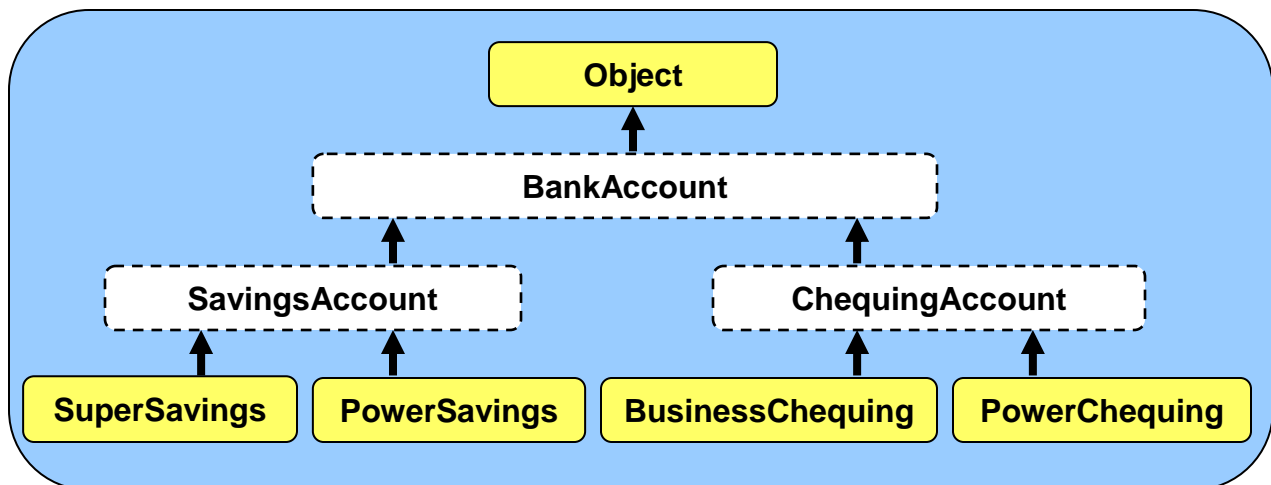 Object
BankAccount
SavingsAccount
ChequingAccount
SuperSavings
PowerSavings
BusinessChequing
PowerChequing